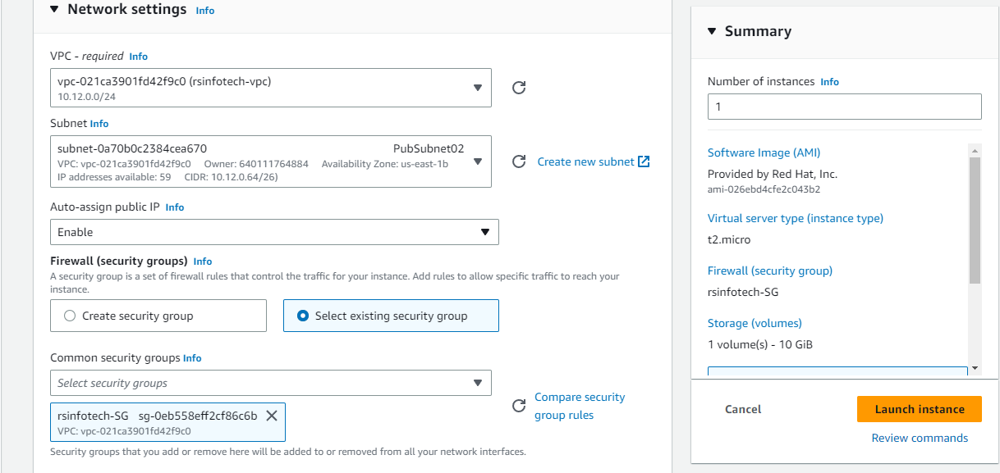 Network settings Info
VPC - required Info
vpc-021ca3901fd42f9c0 (rsinfotech-vpc)
10.12.0.0/24
Subnet Info
subnet-0a70b0c2384cea670 PubSubnet02
VPC: vpc-021ca3901fd42f9c0 Owner: 640111764884 Availability Zone: us-east-1b
IP addresses available: 59 CIDR: 10.12.0.64/26)
Create new subnet
Auto-assign public IP Info
Enable
Firewall (security groups) Info
A security group is a set of firewall rules that control the traffic for your instance. Add rules to allow specific traffic to reach your
instance.
Create security group
Select existing security group
Common security groups Info
Select security groups
rsinfotech-SG sg-0eb558eff2cf86c6b
VPC: vpc-021ca3901fd42f9c0
Compare security
group rules
Security groups that you add or remove here will be added to or removed from all your network interfaces.
Summary
Number of instances Info
1
Software Image (AMI)
Provided by Red Hat, Inc.
ami-026ebd4cfe2c043b2
Virtual server type (instance type)
t2.micro
Firewall (security group)
rsinfotech-SG
Storage (volumes)
1 volume(s) - 10 GiB
Cancel
Launch instance
Review commands